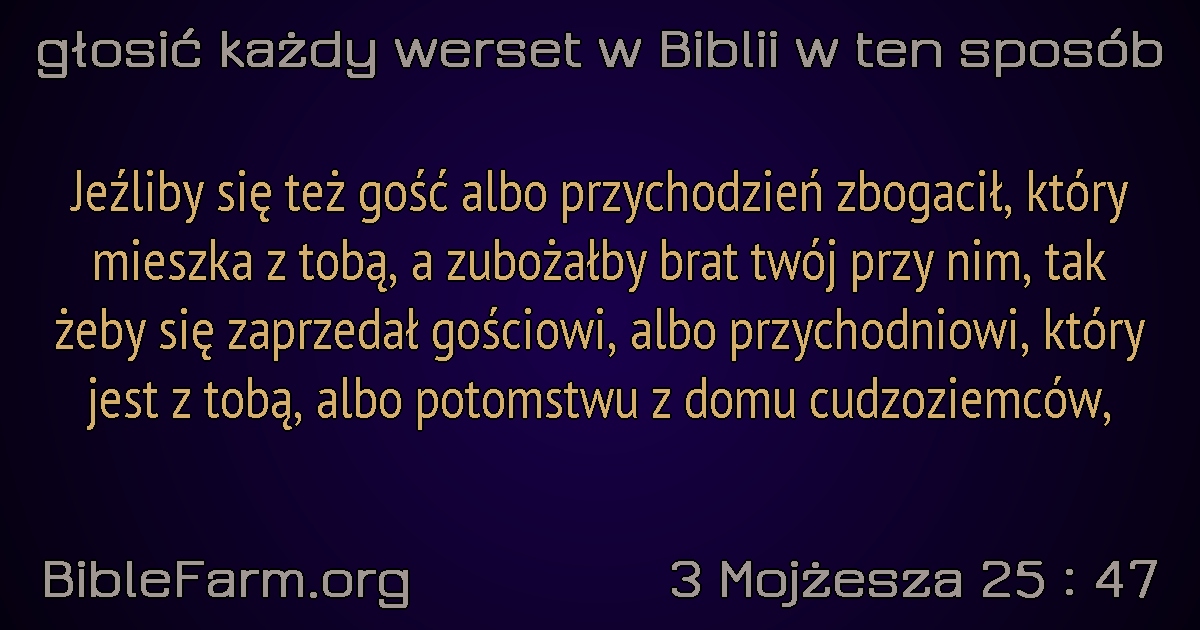 głosić każdy werset w Biblii w ten sposób
Jeźliby się też gość albo przychodzień zbogacił, który
mieszka z tobą, a zubożałby brat twój przy nim, tak
żeby się zaprzedał gościowi, albo przychodniowi, który
jest z tobą, albo potomstwu z domu cudzoziemców,
BibleFarm.org
3 Mojżesza 25 : 47